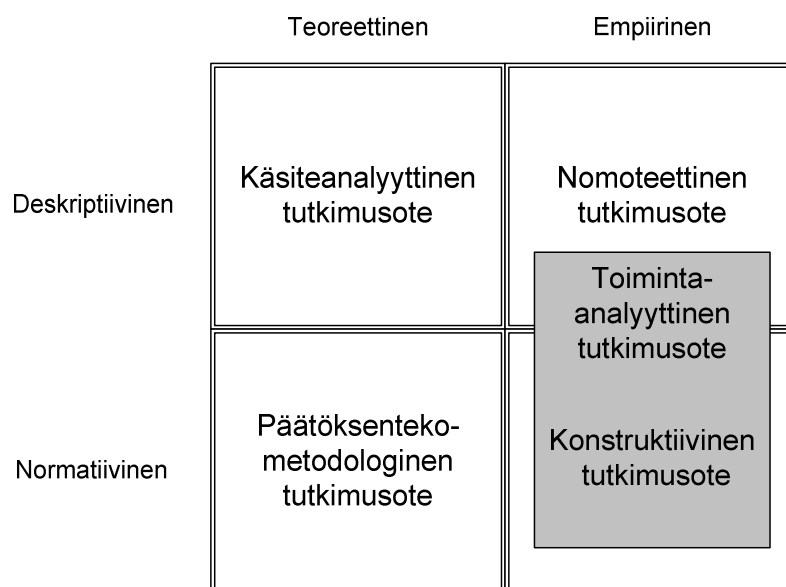 Teoreettinen
Empiirinen
Deskriptiivinen
Käsiteanalyyttinen
tutkimusote
Nomoteettinen
tutkimusote
Toiminta-
analyyttinen
tutkimusote
Normatiivinen
Päätöksenteko-
metodologinen
tutkimusote
Konstruktiivinen
tutkimusote